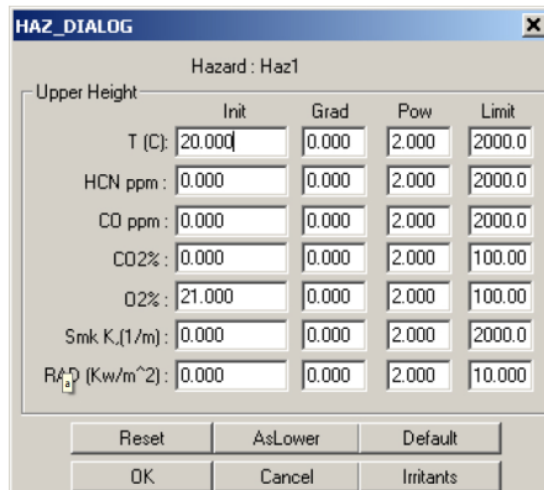 HAZ_DIALOG
Hazard : Haz1
Upper Height
Init Grad Pow Limit
T (C): 20.000 0.000 2.000 2000.0
HCN ppm : 0.000 0.000 2.000 2000.0
CO ppm : 0.000 0.000 2.000 2000.0
CO2% : 0.000 0.000 2.000 100.00
O2% : 21.000 0.000 2.000 100.00
Smk K,(1/m) : 0.000 0.000 2.000 2000.0
RAD (Kw/m^2) : 0.000 0.000 2.000 10.000
a
Reset AsLower Default
OK Cancel Irritants